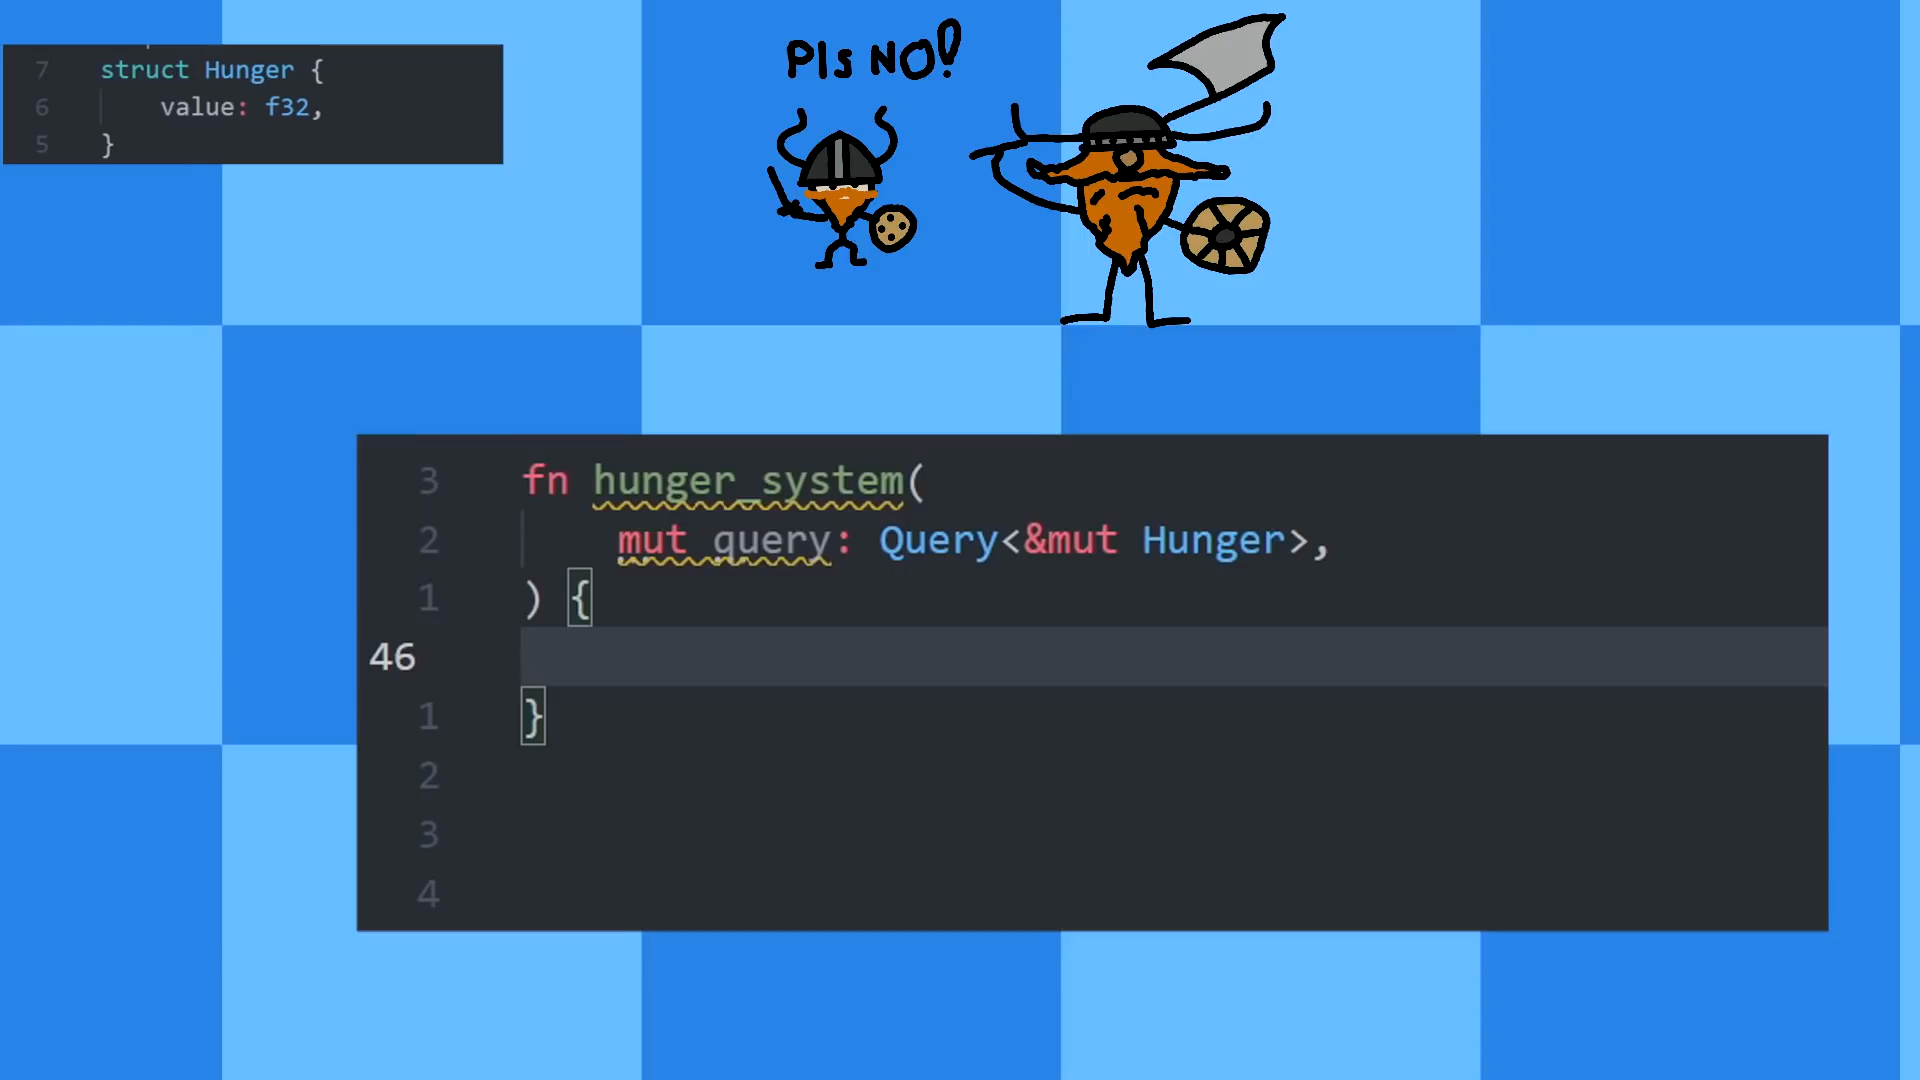 7 struct Hunger {
6 value: f32,
5 }
Pls NO!
3 fn hunger_system(
2 mut query: Query<&mut Hunger>,
1 ) {
46
1 }
2
3
4